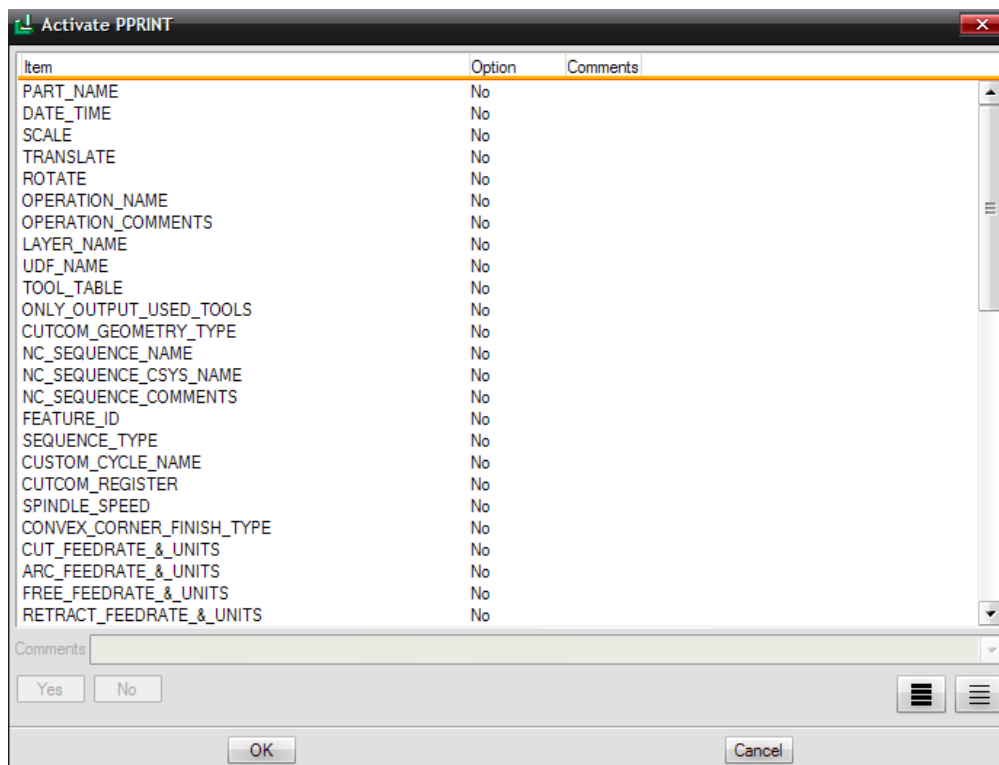 Activate PPRINT
Item Option Comments
PART_NAME No
DATE_TIME No
SCALE No
TRANSLATE No
ROTATE No
OPERATION_NAME No
OPERATION_COMMENTS No
LAYER_NAME No
UDF_NAME No
TOOL_TABLE No
ONLY_OUTPUT_USED_TOOLS No
CUTCOM_GEOMETRY_TYPE No
NC_SEQUENCE_NAME No
NC_SEQUENCE_CSYS_NAME No
NC_SEQUENCE_COMMENTS No
FEATURE_ID No
SEQUENCE_TYPE No
CUSTOM_CYCLE_NAME No
CUTCOM_REGISTER No
SPINDLE_SPEED No
CONVEX_CORNER_FINISH_TYPE No
CUT_FEEDRATE_&_UNITS No
ARC_FEEDRATE_&_UNITS No
FREE_FEEDRATE_&_UNITS No
RETRACT_FEEDRATE_&_UNITS No
Comments
Yes No
OK Cancel